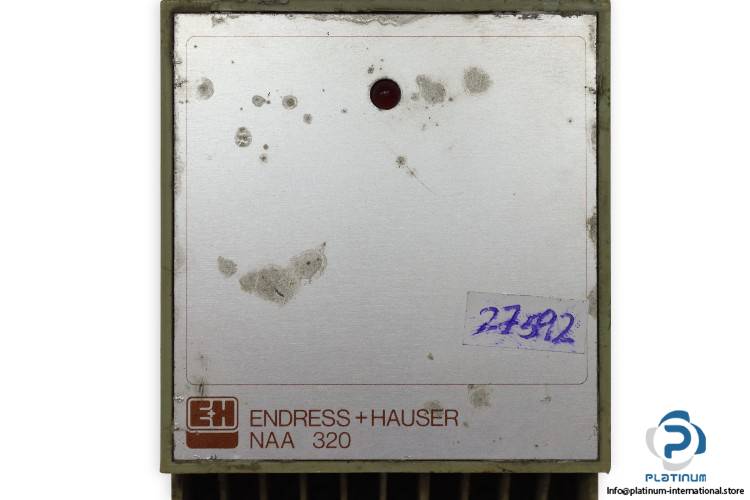 27592
E+H ENDRESS+HAUSER
NAA 320
PLATINUM
Info@platinum-international.store